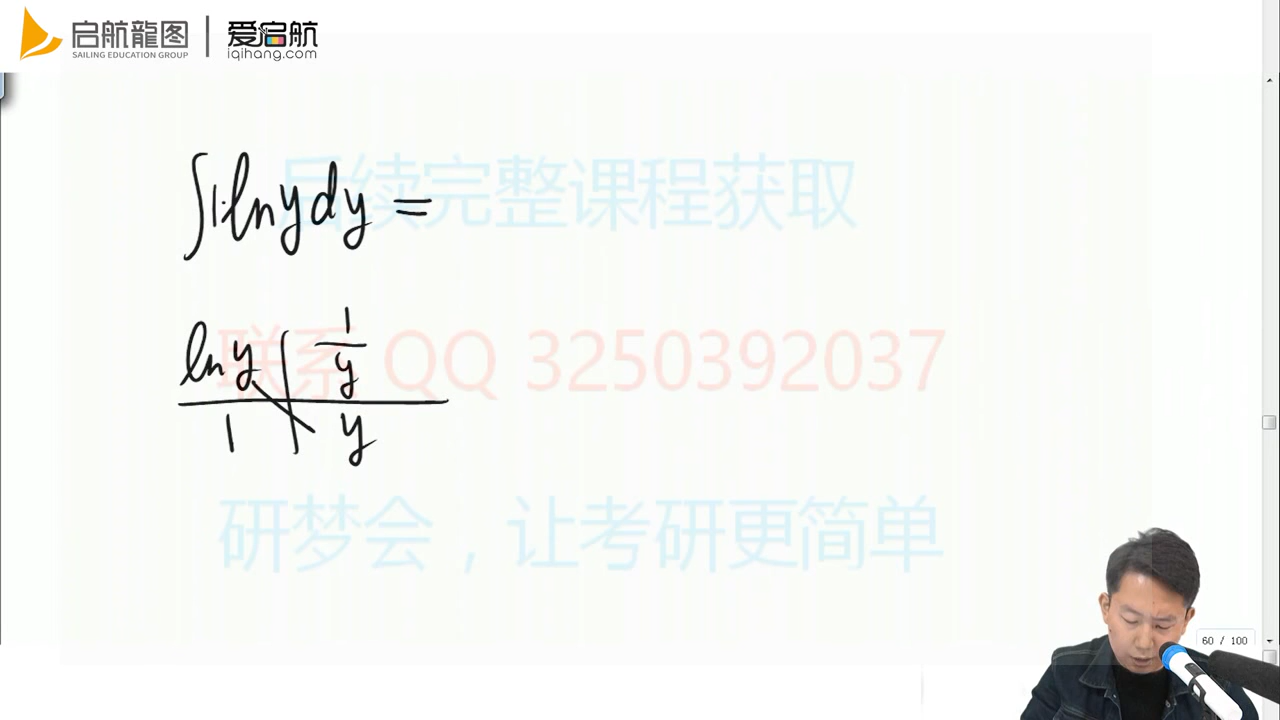 启航龍图 爱启航
SAILING EDUCATION GROUP iqihang.com
后续完整课程获取
∫1·lny dy =
联系 QQ 3250392037
lny | 1/y
1 | y
研梦会，让考研更简单
60 / 100